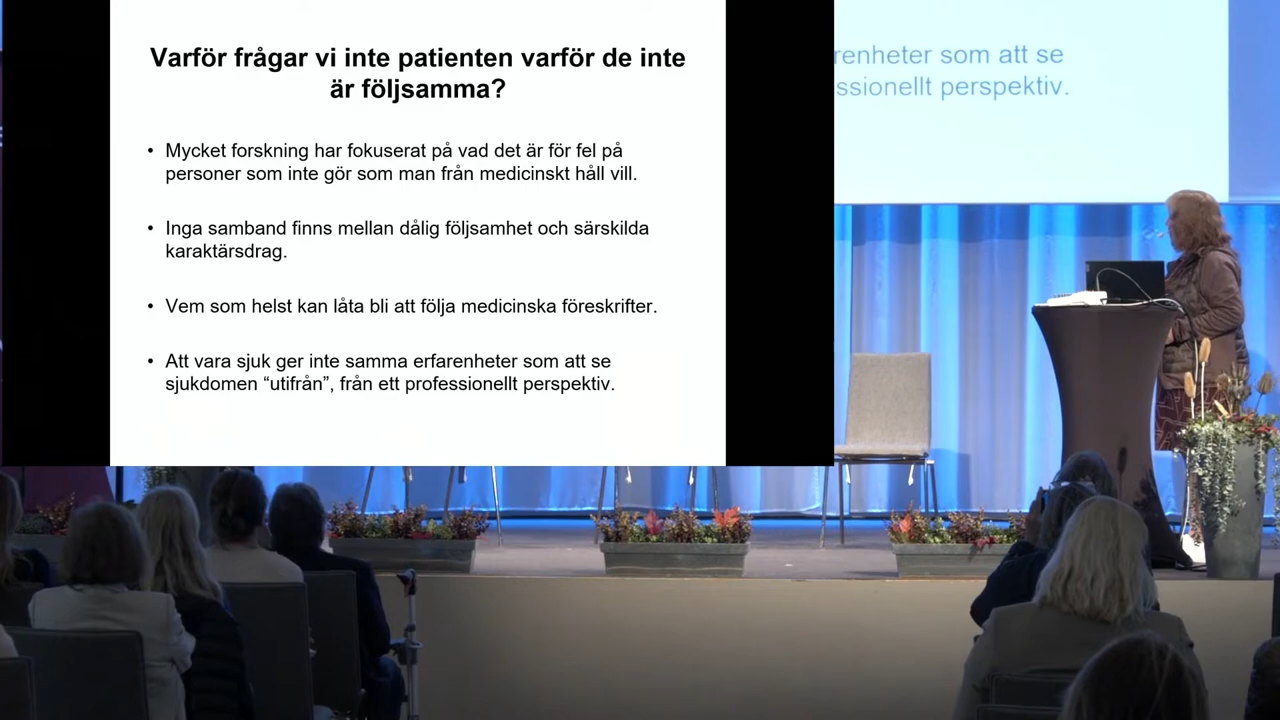 Varför frågar vi inte patienten varför de inte
är följsamma?
• Mycket forskning har fokuserat på vad det är för fel på
personer som inte gör som man från medicinskt håll vill.
• Inga samband finns mellan dålig följsamhet och särskilda
karaktärsdrag.
• Vem som helst kan låta bli att följa medicinska föreskrifter.
• Att vara sjuk ger inte samma erfarenheter som att se
sjukdomen “utifrån”, från ett professionellt perspektiv.
renheter som att se
ssionellt perspektiv.